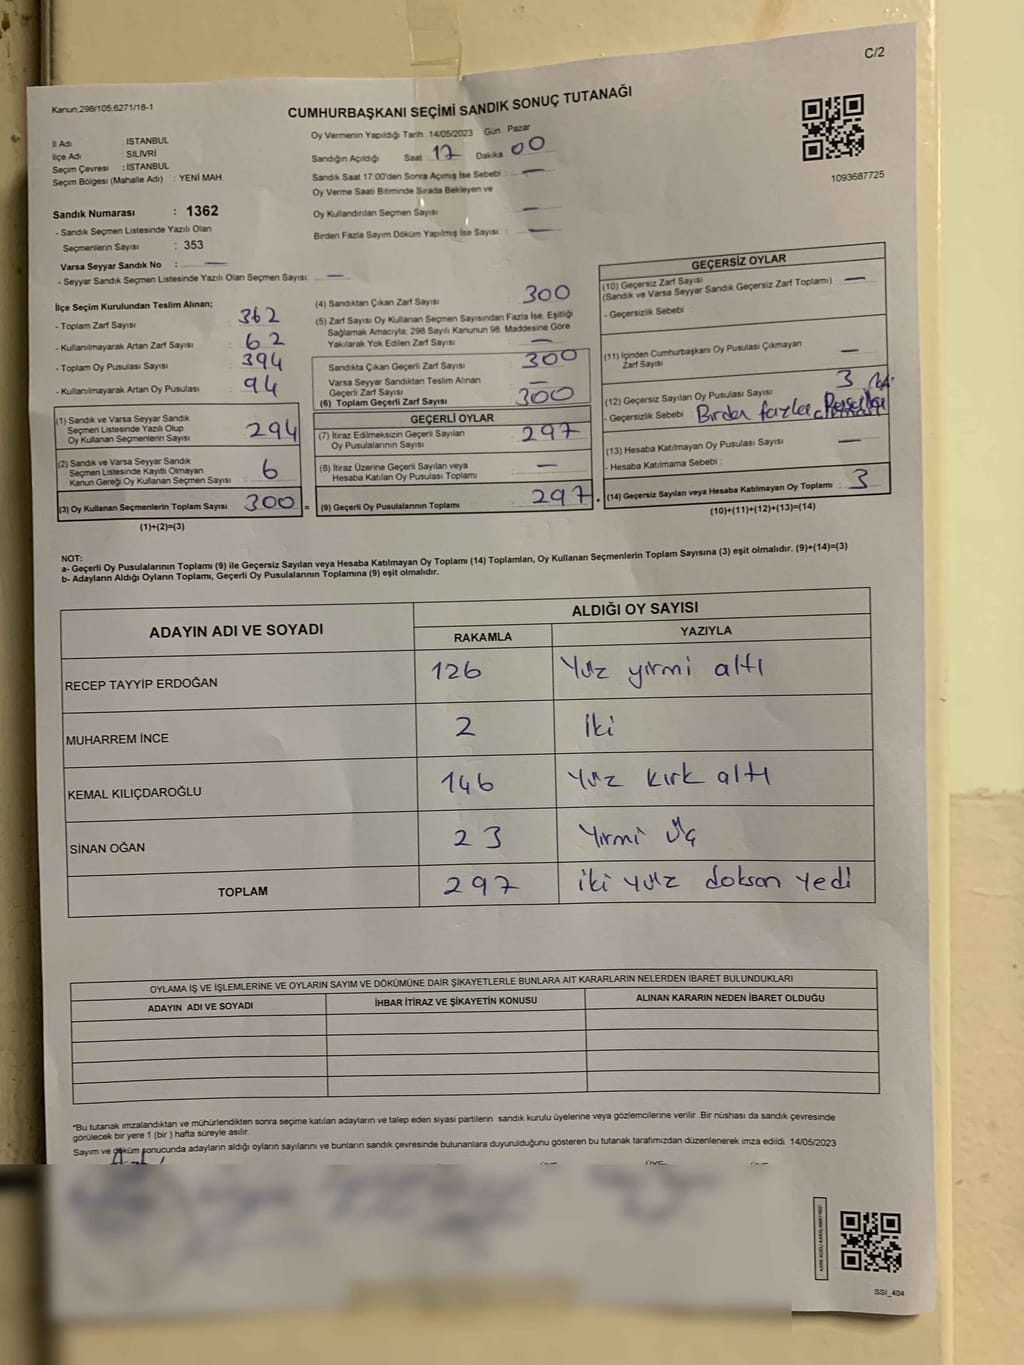 C/2
Kanun.298/105,6271/18-1
CUMHURBAŞKANI SEÇİMİ SANDIK SONUÇ TUTANAĞI
1093687725
İl Adı : İSTANBUL
İlçe Adı : SİLİVRİ
Seçim Çevresi : İSTANBUL
Seçim Bölgesi (Mahalle Adı) : YENİ MAH.
Oy Vermenin Yapıldığı Tarih 14/05/2023 Gün Pazar
Sandığın Açıldığı Saat 17 Dakika 00
Sandık Saat 17:00'den Sonra Açımış İse Sebebi : —
Oy Verme Saati Bitiminde Sırada Bekleyen ve
Oy Kullandırılan Seçmen Sayısı —
Birden Fazla Sayım Döküm Yapılmış İse Sayısı : —
Sandık Numarası : 1362
- Sandık Seçmen Listesinde Yazılı Olan
Seçmenlerin Sayısı : 353
Varsa Seyyar Sandık No : —
- Seyyar Sandık Seçmen Listesinde Yazılı Olan Seçmen Sayısı: —
İlçe Seçim Kurulundan Teslim Alınan;
- Toplam Zarf Sayısı : 362
- Kullanılmayarak Artan Zarf Sayısı : 62
- Toplam Oy Pusulası Sayısı : 394
- Kullanılmayarak Artan Oy Pusulası : 94
(1) Sandık ve Varsa Seyyar Sandık
Seçmen Listesinde Yazılı Olup
Oy Kullanan Seçmenlerin Sayısı : 294
(2) Sandık ve Varsa Seyyar Sandık
Seçmen Listesinde Kayıtlı Olmayan
Kanun Gereği Oy Kullanan Seçmen Sayısı : 6
(3) Oy Kullanan Seçmenlerin Toplam Sayısı : 300 =
(1)+(2)=(3)
(4) Sandıktan Çıkan Zarf Sayısı : 300
(5) Zarf Sayısı Oy Kullanan Seçmen Sayısından Fazla İse, Eşitliği
Sağlamak Amacıyla; 298 Sayılı Kanunun 98. Maddesine Göre
Yakılarak Yok Edilen Zarf Sayısı : —
Sandıkta Çıkan Geçerli Zarf Sayısı : 300
Varsa Seyyar Sandıktan Teslim Alınan
Geçerli Zarf Sayısı : —
(6) Toplam Geçerli Zarf Sayısı : 300
GEÇERLİ OYLAR
(7) İtiraz Edilmeksizin Geçerli Sayılan
Oy Pusulalarının Sayısı : 297
(8) İtiraz Üzerine Geçerli Sayılan veya
Hesaba Katılan Oy Pusulası Toplamı : —
(9) Geçerli Oy Pusulalarının Toplamı : 297 +
GEÇERSİZ OYLAR
(10) Geçersiz Zarf Sayısı
(Sandık ve Varsa Seyyar Sandık Geçersiz Zarf Toplamı) : —
- Geçersizlik Sebebi :
(11) İçinden Cumhurbaşkanı Oy Pusulası Çıkmayan
Zarf Sayısı : —
(12) Geçersiz Sayılan Oy Pusulası Sayısı : 3
- Geçersizlik Sebebi : Birden fazla
(13) Hesaba Katılmayan Oy Pusulası Sayısı : —
- Hesaba Katılmama Sebebi :
(14) Geçersiz Sayılan veya Hesaba Katılmayan Oy Toplamı : 3
(10)+(11)+(12)+(13)=(14)
NOT:
a- Geçerli Oy Pusulalarının Toplamı (9) ile Geçersiz Sayılan veya Hesaba Katılmayan Oy Toplamı (14) Toplamları, Oy Kullanan Seçmenlerin Toplam Sayısına (3) eşit olmalıdır. (9)+(14)=(3)
b- Adayların Aldığı Oyların Toplamı, Geçerli Oy Pusulalarının Toplamına (9) eşit olmalıdır.
ADAYIN ADI VE SOYADI ALDIĞI OY SAYISI
RAKAMLA YAZIYLA
RECEP TAYYİP ERDOĞAN 126 Yüz yirmi altı
MUHARREM İNCE 2 İki
KEMAL KILIÇDAROĞLU 146 Yüz kırk altı
SİNAN OĞAN 23 Yirmi üç
TOPLAM 297 iki yüz doksan yedi
OYLAMA İŞ VE İŞLEMLERİNE VE OYLARIN SAYIM VE DÖKÜMÜNE DAİR ŞİKAYETLERLE BUNLARA AİT KARARLARIN NELERDEN İBARET BULUNDUKLARI
ADAYIN ADI VE SOYADI İHBAR İTİRAZ VE ŞİKAYETİN KONUSU ALINAN KARARIN NEDEN İBARET OLDUĞU
*Bu tutanak imzalandıktan ve mühürlendikten sonra seçime katılan adayların ve talep eden siyasi partilerin sandık kurulu üyelerine veya gözlemcilerine verilir. Bir nüshası da sandık çevresinde
görülecek bir yere 1 (bir ) hafta süreyle asılır.
Sayım ve döküm sonucunda adayların aldığı oyların sayılarını ve bunların sandık çevresinde bulunanlara duyurulduğunu gösteren bu tutanak tarafımızdan düzenlenerek imza edildi. 14/05/2023
SSI_404